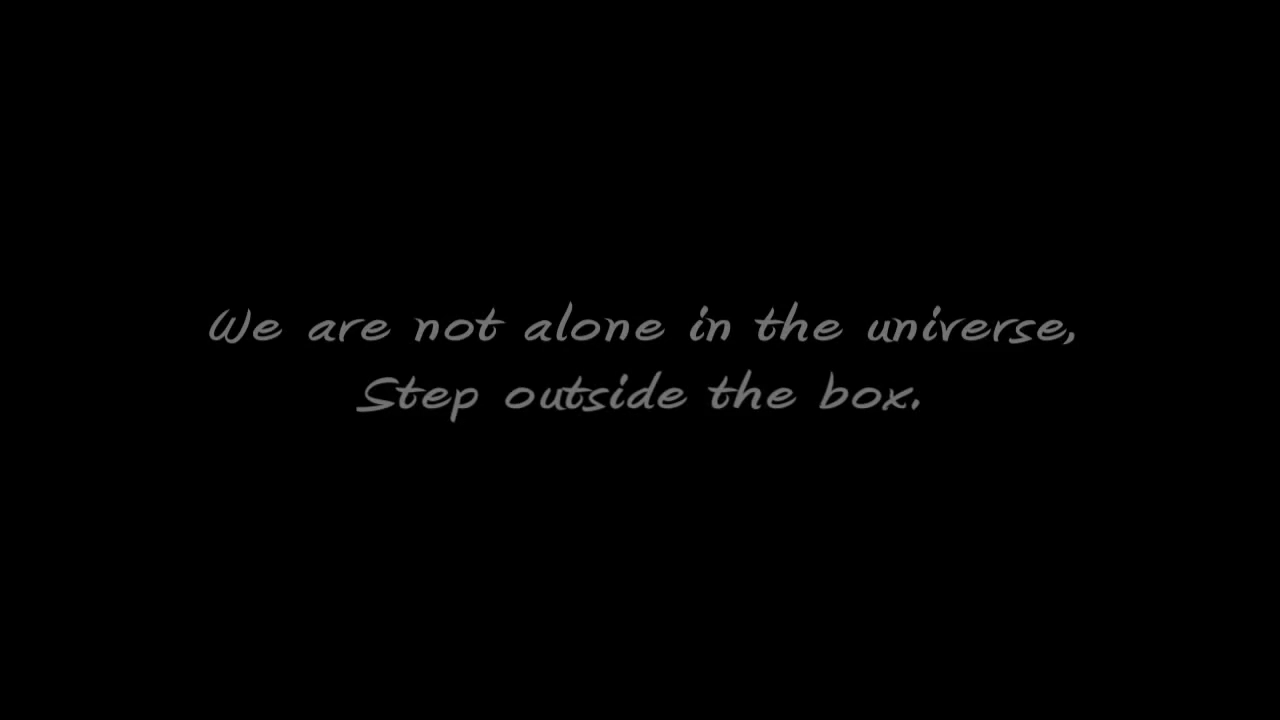 We are not alone in the universe,
Step outside the box.